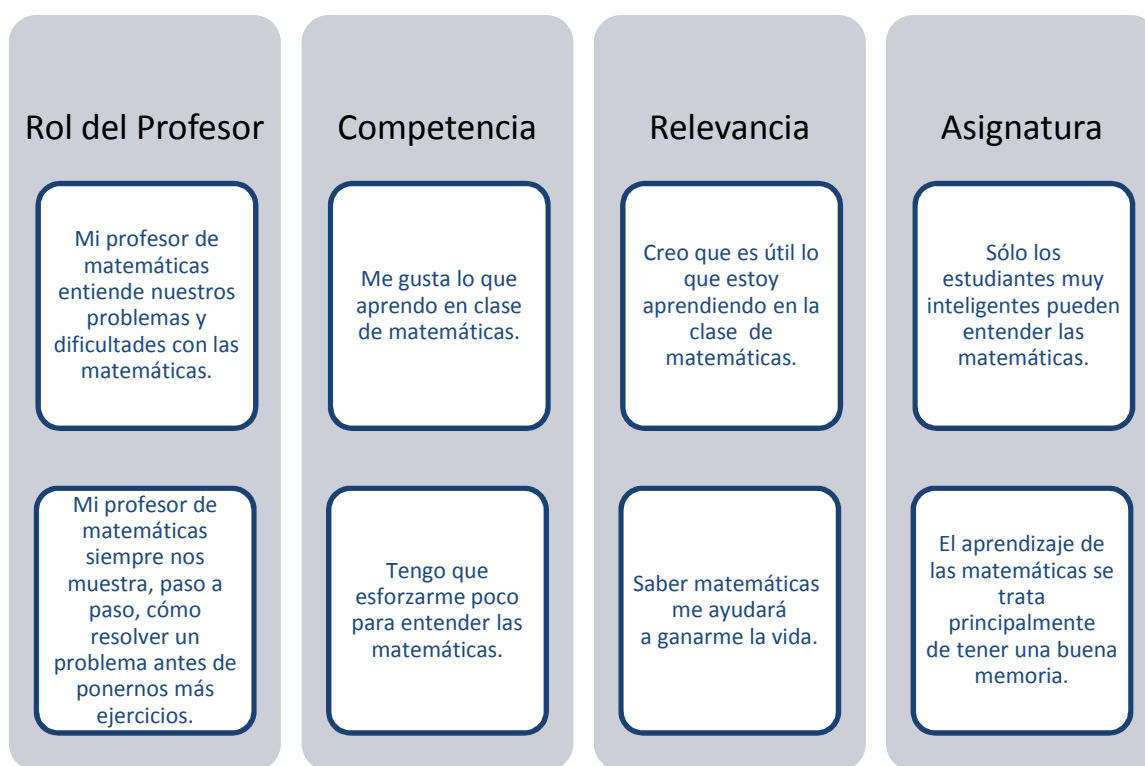 Rol del Profesor
Mi profesor de
matemáticas
entiende nuestros
problemas y
dificultades con las
matemáticas.
Mi profesor de
matemáticas
siempre nos
muestra, paso a
paso, cómo
resolver un
problema antes de
ponernos más
ejercicios.
Competencia
Me gusta lo que
aprendo en clase
de matemáticas.
Tengo que
esforzarme poco
para entender las
matemáticas.
Relevancia
Creo que es útil lo
que estoy
aprendiendo en la
clase de
matemáticas.
Saber matemáticas
me ayudará
a ganarme la vida.
Asignatura
Sólo los
estudiantes muy
inteligentes pueden
entender las
matemáticas.
El aprendizaje de
las matemáticas se
trata
principalmente
de tener una buena
memoria.